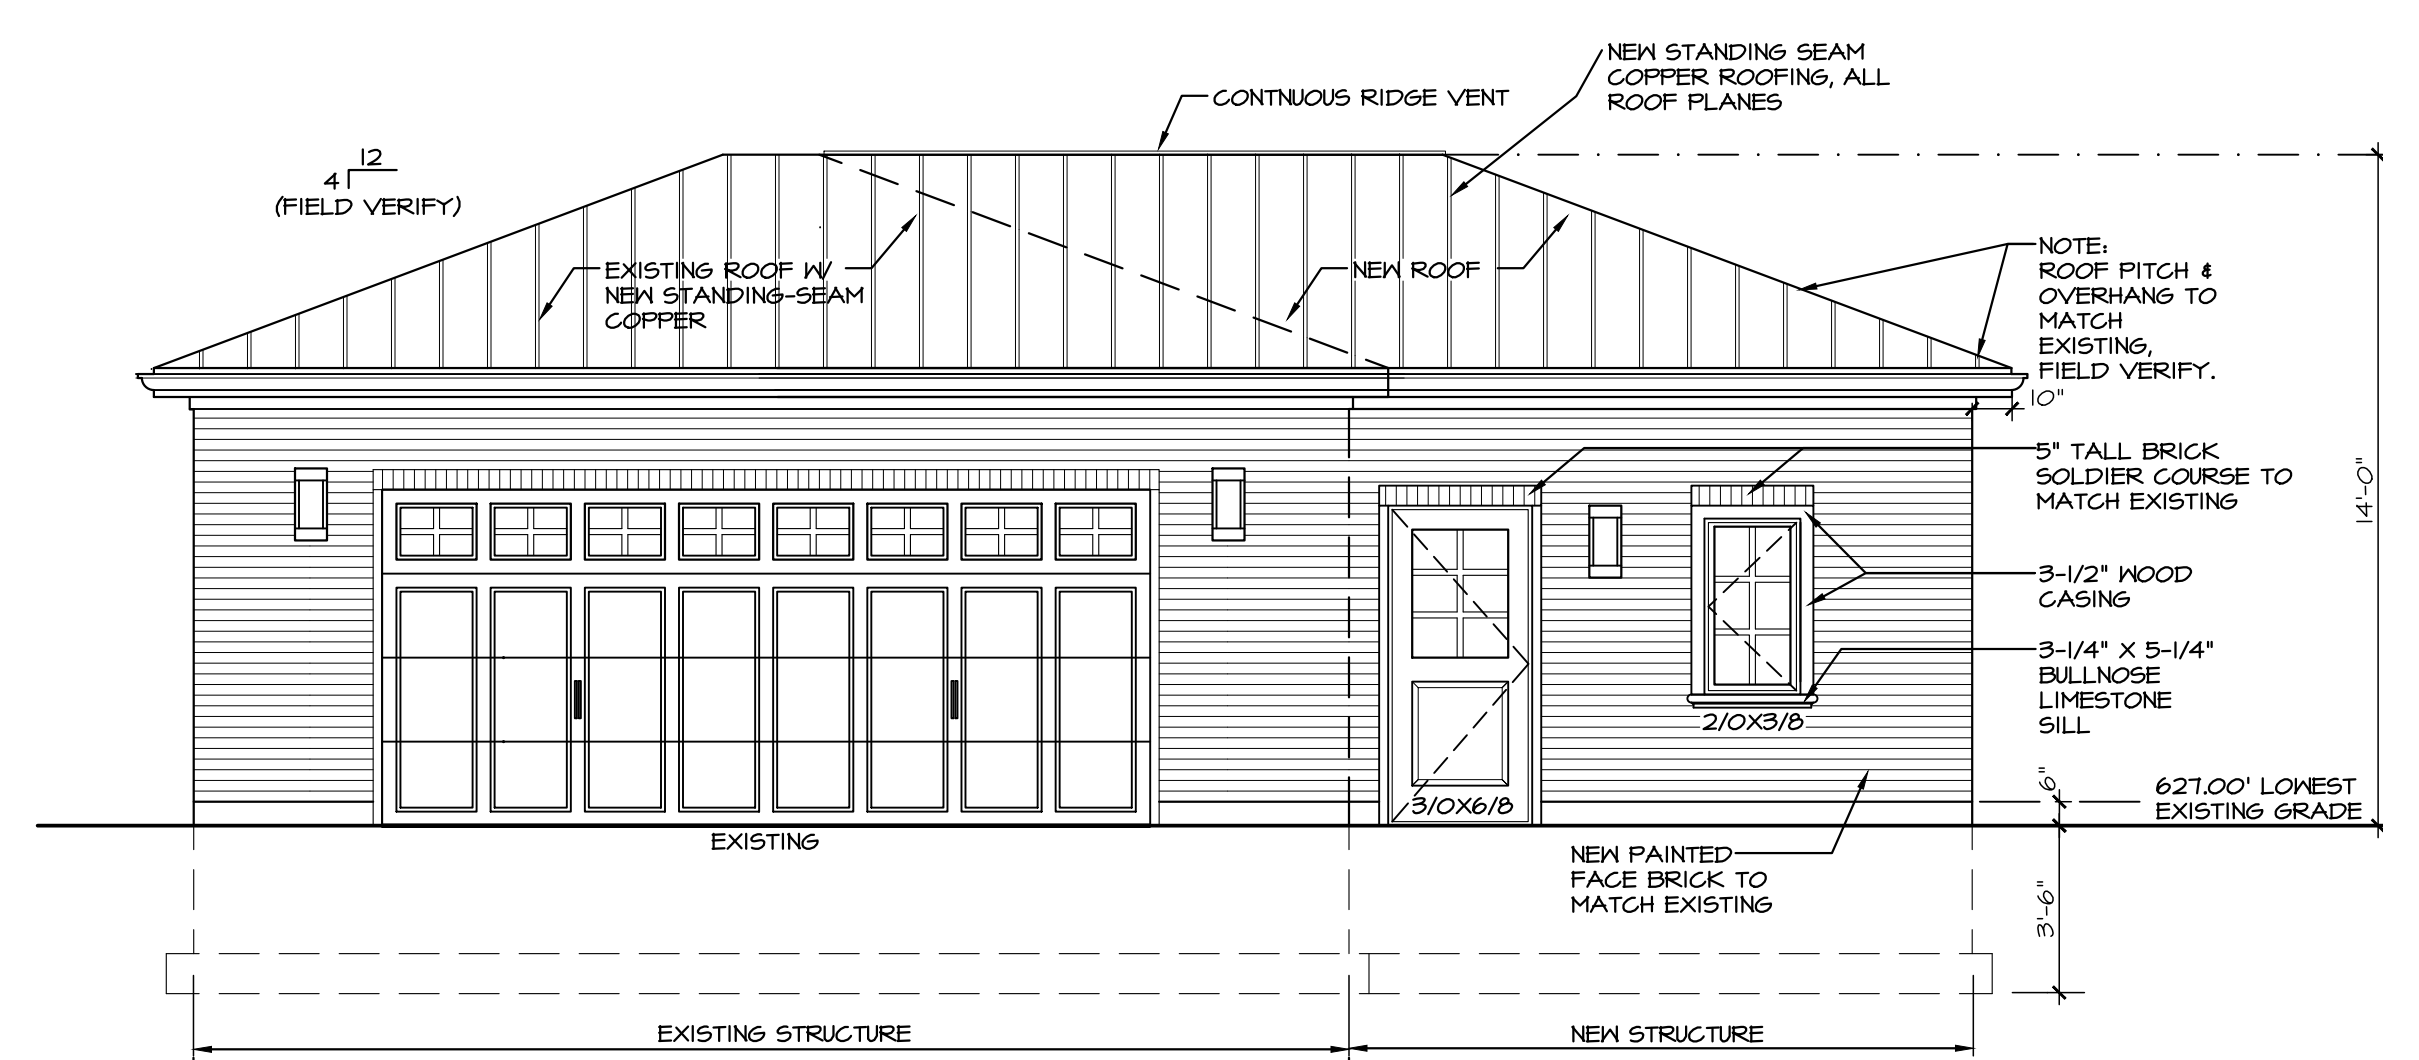 NEW STANDING SEAM
COPPER ROOFING, ALL
ROOF PLANES
CONTNUOUS RIDGE VENT
12
4
(FIELD VERIFY)
EXISTING ROOF W/
NEW STANDING-SEAM
COPPER
NEW ROOF
NOTE:
ROOF PITCH &
OVERHANG TO
MATCH
EXISTING,
FIELD VERIFY.
10"
5" TALL BRICK
SOLDIER COURSE TO
MATCH EXISTING
14'-0"
3-1/2" WOOD
CASING
3-1/4" X 5-1/4"
BULLNOSE
LIMESTONE
SILL
2/0X3/8
3/0X6/8
6"
627.00' LOWEST
EXISTING GRADE
EXISTING
NEW PAINTED
FACE BRICK TO
MATCH EXISTING
3'-6"
EXISTING STRUCTURE
NEW STRUCTURE